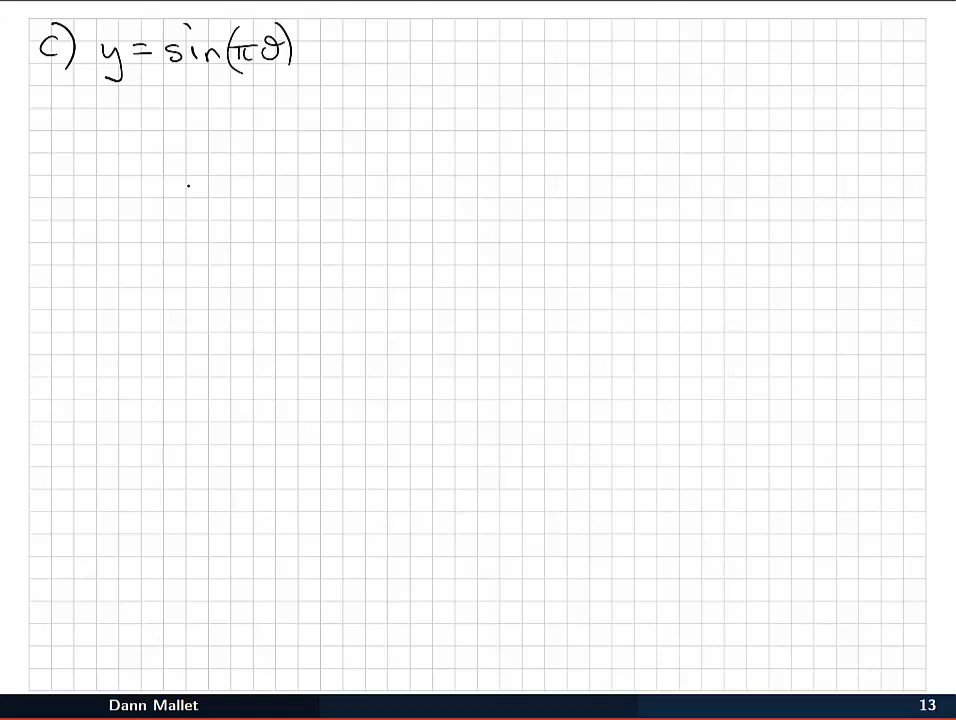 c) y = sin(πϑ)
Dann Mallet 13